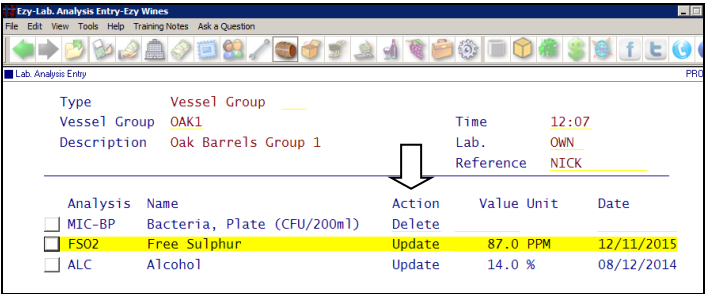 Ezy-Lab. Analysis Entry-Ezy Wines
File Edit View Tools Help Training Notes Ask a Question
Lab. Analysis Entry PRO
Type Vessel Group
Vessel Group OAK1 Time 12:07
Description Oak Barrels Group 1 Lab. OWN
Reference NICK
Analysis Name Action Value Unit Date
MIC-BP Bacteria, Plate (CFU/200ml) Delete
FSO2 Free Sulphur Update 87.0 PPM 12/11/2015
ALC Alcohol Update 14.0 % 08/12/2014